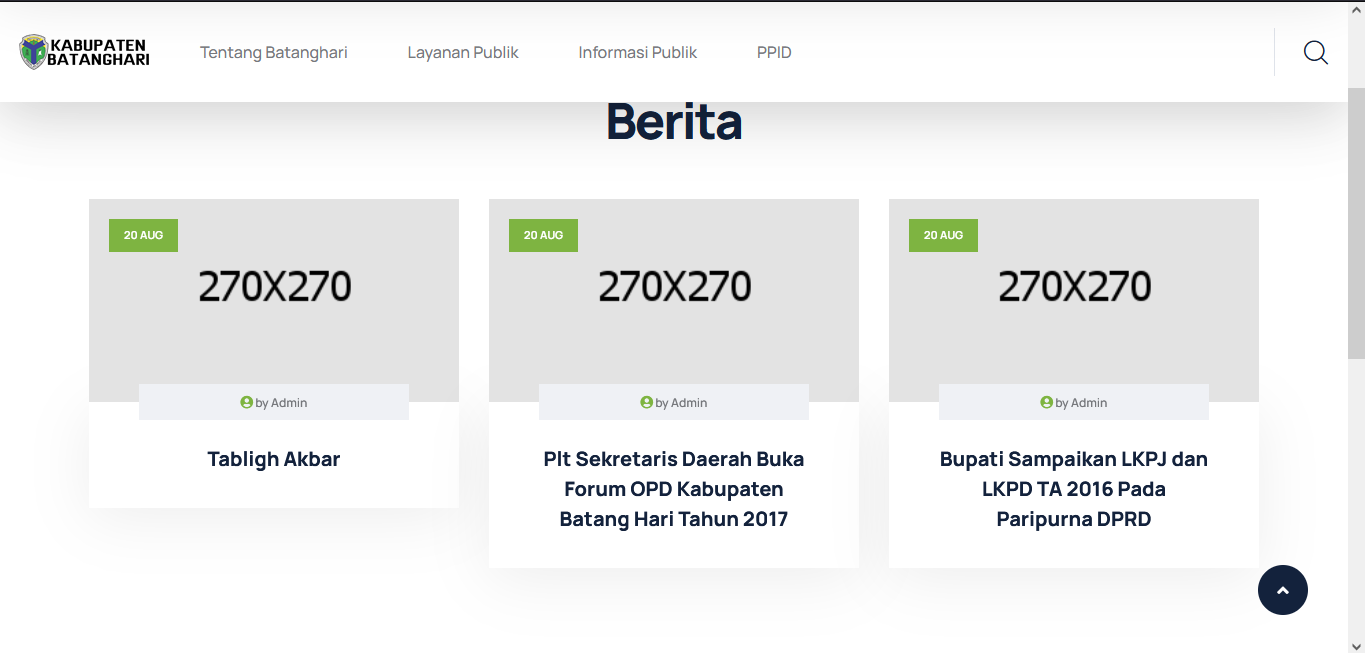 KABUPATEN
BATANGHARI
Tentang Batanghari
Layanan Publik
Informasi Publik
PPID
Berita
20 AUG
270X270
by Admin
Tabligh Akbar
20 AUG
270X270
by Admin
Plt Sekretaris Daerah Buka
Forum OPD Kabupaten
Batang Hari Tahun 2017
20 AUG
270X270
by Admin
Bupati Sampaikan LKPJ dan
LKPD TA 2016 Pada
Paripurna DPRD